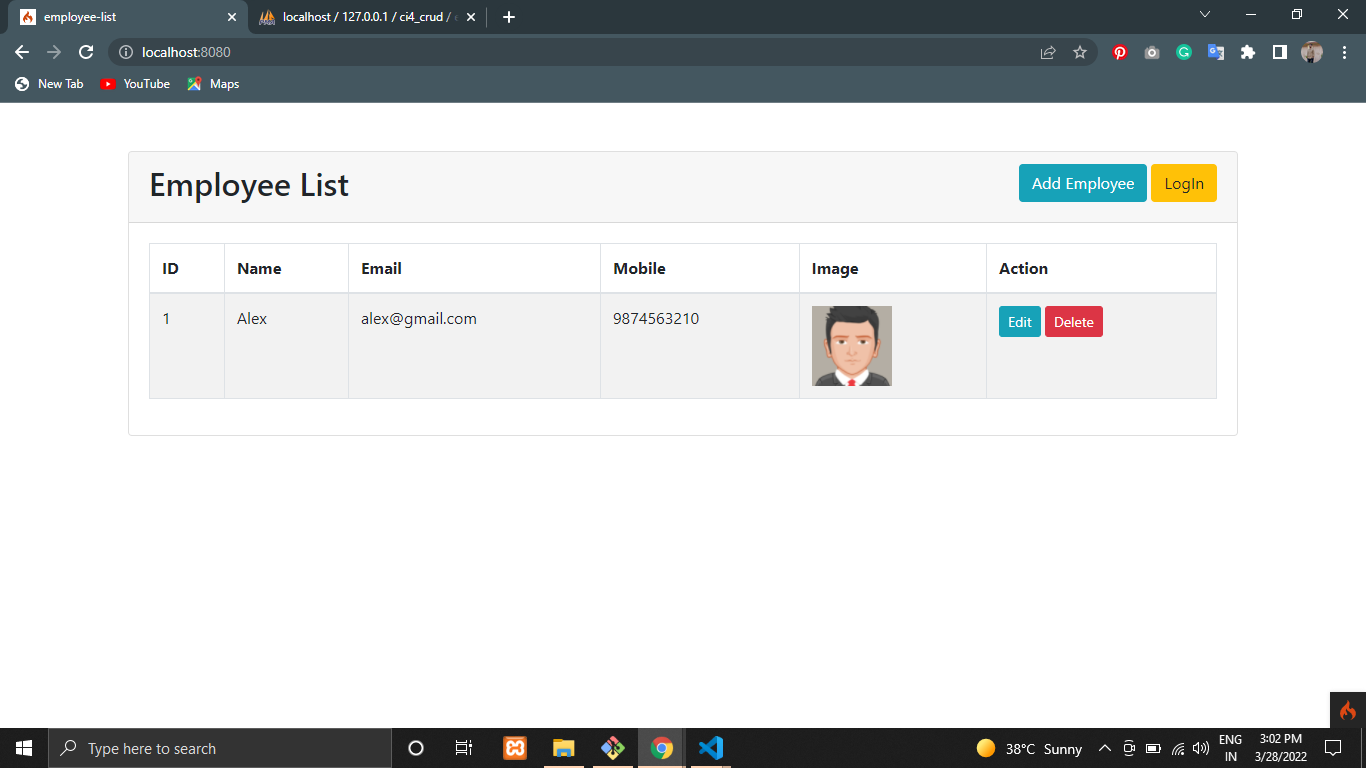 employee-list
localhost / 127.0.0.1 / ci4_crud /
localhost:8080
New Tab YouTube Maps
Employee List Add Employee LogIn
ID Name Email Mobile Image Action
1 Alex alex@gmail.com 9874563210 Edit Delete
Type here to search 38°C Sunny ENG IN 3:02 PM 3/28/2022